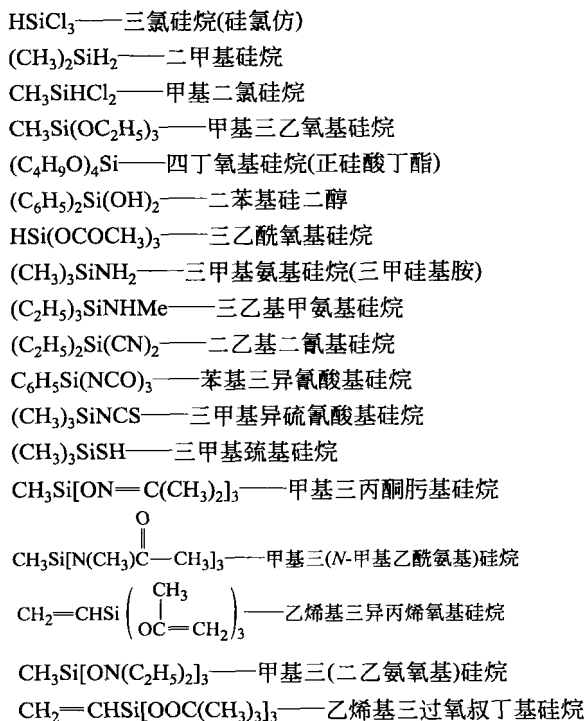 HSiCl₃——三氯硅烷(硅氯仿)
(CH₃)₂SiH₂——二甲基硅烷
CH₃SiHCl₂——甲基二氯硅烷
CH₃Si(OC₂H₅)₃——甲基三乙氧基硅烷
(C₄H₉O)₄Si——四丁氧基硅烷(正硅酸丁酯)
(C₆H₅)₂Si(OH)₂——二苯基硅二醇
HSi(OCOCH₃)₃——三乙酰氧基硅烷
(CH₃)₃SiNH₂——三甲基氨基硅烷(三甲硅基胺)
(C₂H₅)₃SiNHMe——三乙基甲氨基硅烷
(C₂H₅)₂Si(CN)₂——二乙基二氰基硅烷
C₆H₅Si(NCO)₃——苯基三异氰酸基硅烷
(CH₃)₃SiNCS——三甲基异硫氰酸基硅烷
(CH₃)₃SiSH——三甲基巯基硅烷
CH₃Si[ON=C(CH₃)₂]₃——甲基三丙酮肟基硅烷
O
CH₃Si[N(CH₃)C—CH₃]₃——甲基三(N-甲基乙酰氨基)硅烷
CH₃
CH₂=CHSi(OC=CH₂)₃——乙烯基三异丙烯氧基硅烷
CH₃Si[ON(C₂H₅)₂]₃——甲基三(二乙氨氧基)硅烷
CH₂=CHSi[OOC(CH₃)₃]₃——乙烯基三过氧叔丁基硅烷